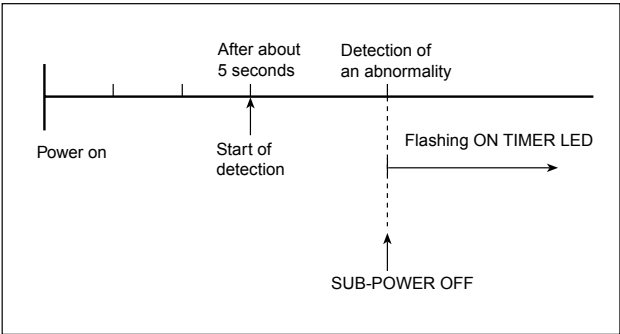 After about
5 seconds
Detection of
an abnormality
Power on
Start of
detection
Flashing ON TIMER LED
SUB-POWER OFF